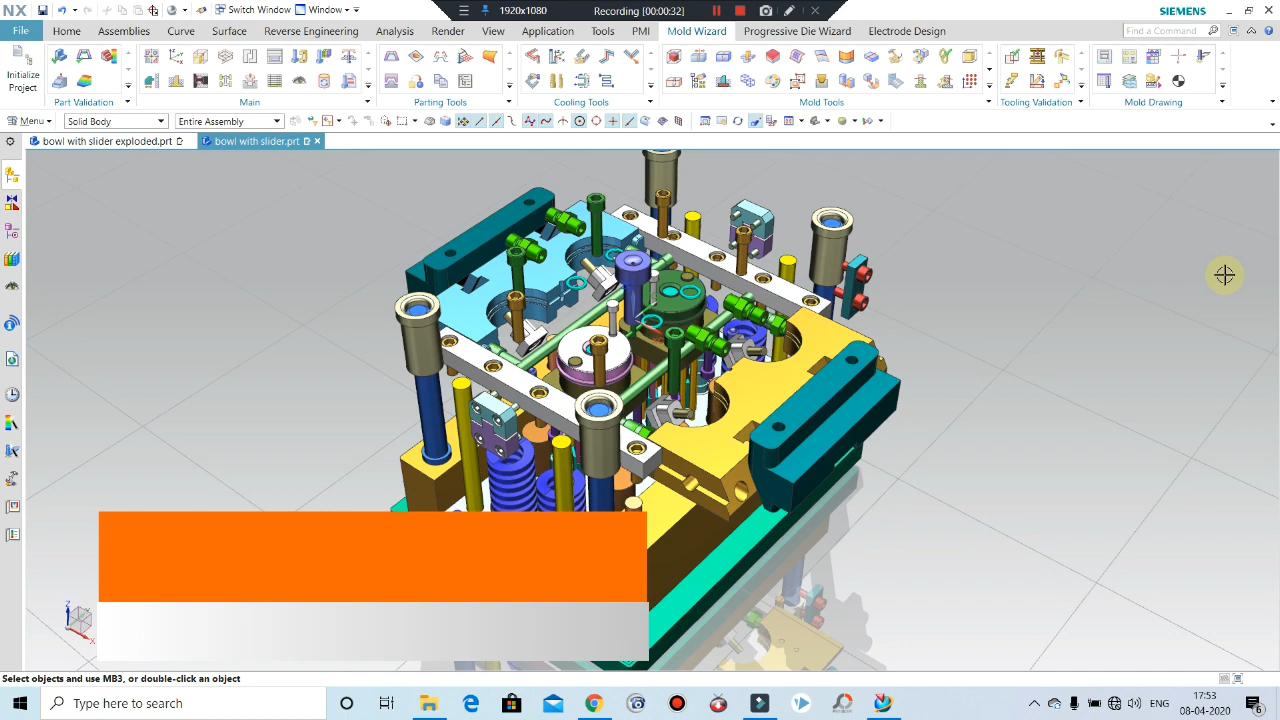 NX
Switch Window
Window
1920x1080
Recording [00:00:32]
SIEMENS
File
Home
Curve
Surface
Analysis
Render
View
Application
Tools
PMI
Mold Wizard
Progressive Die Wizard
Electrode Design
Find a Command
Initialize
Project
Part Validation
Main
Parting Tools
Cooling Tools
Mold Tools
Tooling Validation
Mold Drawing
Menu
Solid Body
Entire Assembly
bowl with slider exploded.prt
bowl with slider.prt
Z
X
Select objects and use MB3, or double-click an object
Type here to search
ENG
17:53
08-04-2020